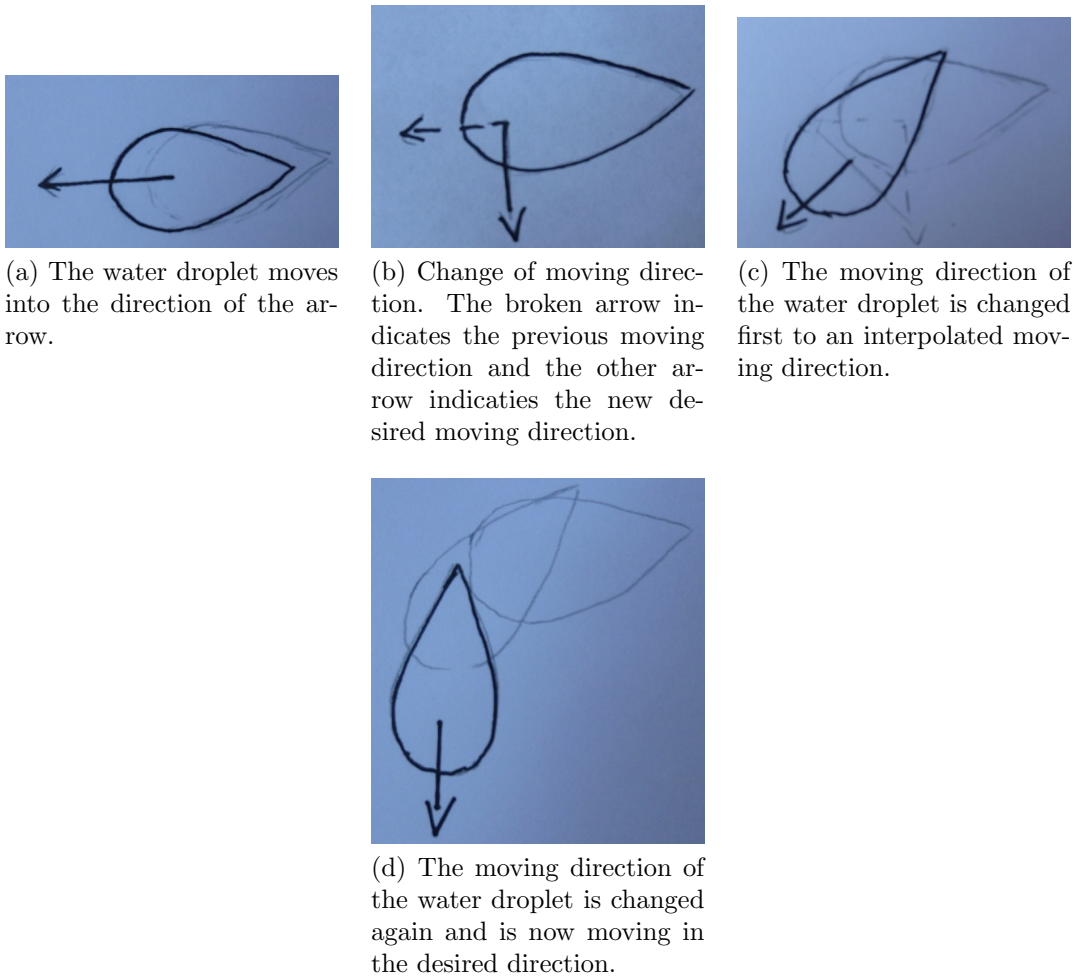 (a) The water droplet moves
into the direction of the ar-
row.
(b) Change of moving direc-
tion. The broken arrow in-
dicates the previous moving
direction and the other ar-
row indicaties the new de-
sired moving direction.
(c) The moving direction of
the water droplet is changed
first to an interpolated mov-
ing direction.
(d) The moving direction of
the water droplet is changed
again and is now moving in
the desired direction.